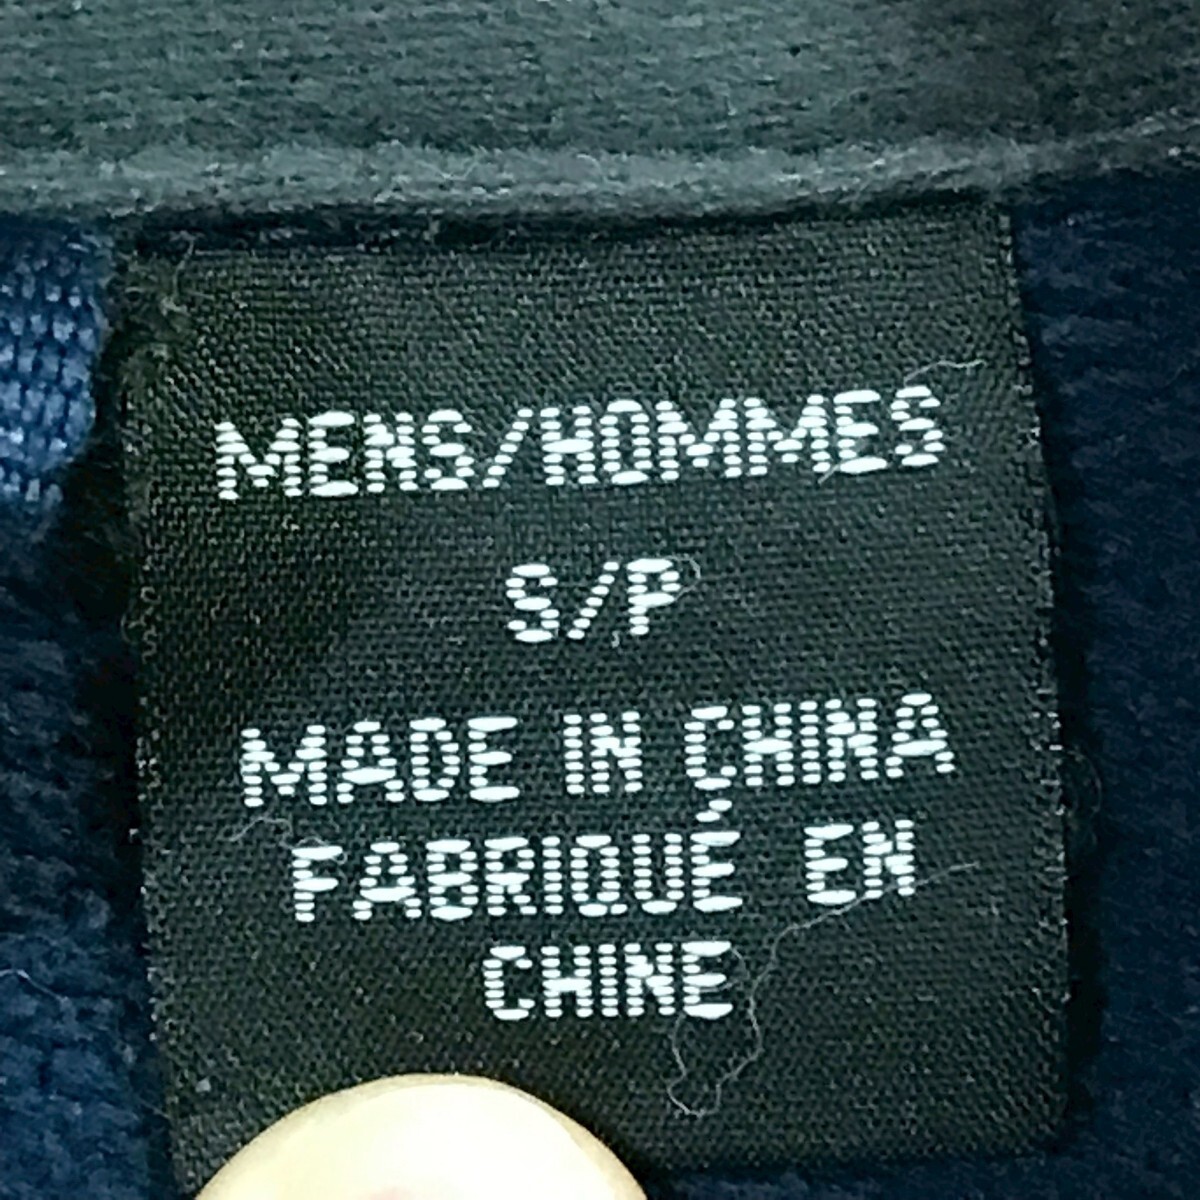 MENS/HOMMES
S/P
MADE IN CHINA
FABRIQUÉ EN
CHINE